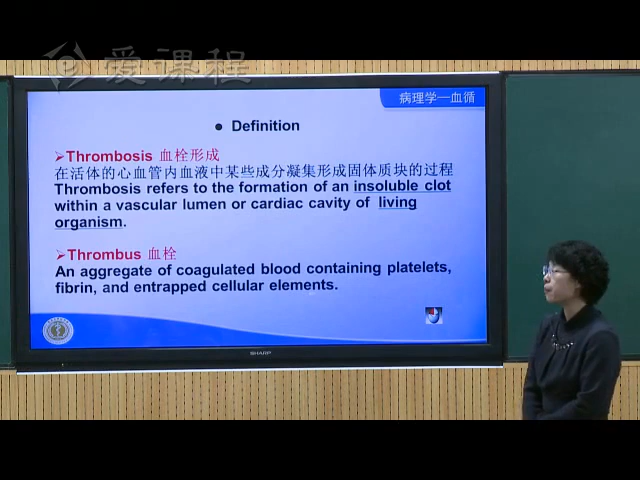 爱课程
病理学—血循
● Definition
➢Thrombosis 血栓形成
在活体的心血管内血液中某些成分凝集形成固体质块的过程
Thrombosis refers to the formation of an insoluble clot
within a vascular lumen or cardiac cavity of living
organism.
➢Thrombus 血栓
An aggregate of coagulated blood containing platelets,
fibrin, and entrapped cellular elements.
SHARP